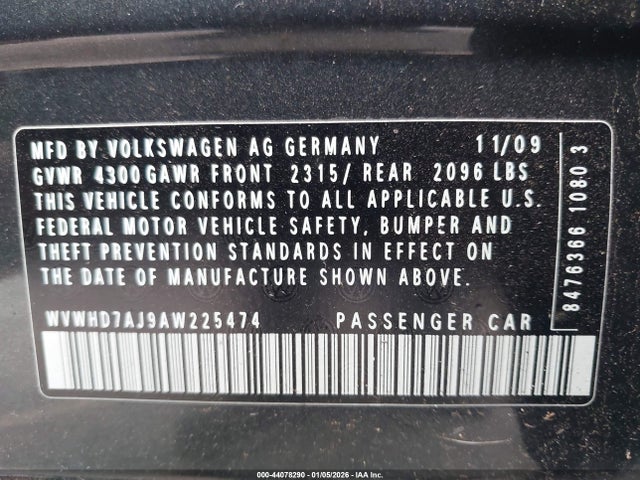 MFD BY VOLKSWAGEN AG GERMANY 11/09
GVWR 4300 GAWR FRONT 2315/ REAR 2096 LBS
THIS VEHICLE CONFORMS TO ALL APPLICABLE U.S.
FEDERAL MOTOR VEHICLE SAFETY, BUMPER AND
THEFT PREVENTION STANDARDS IN EFFECT ON
THE DATE OF MANUFACTURE SHOWN ABOVE.
WVWHD7AJ9AW225474 PASSENGER CAR
8476366 10803
000-44078290 - 01/05/2026 - IAA Inc.